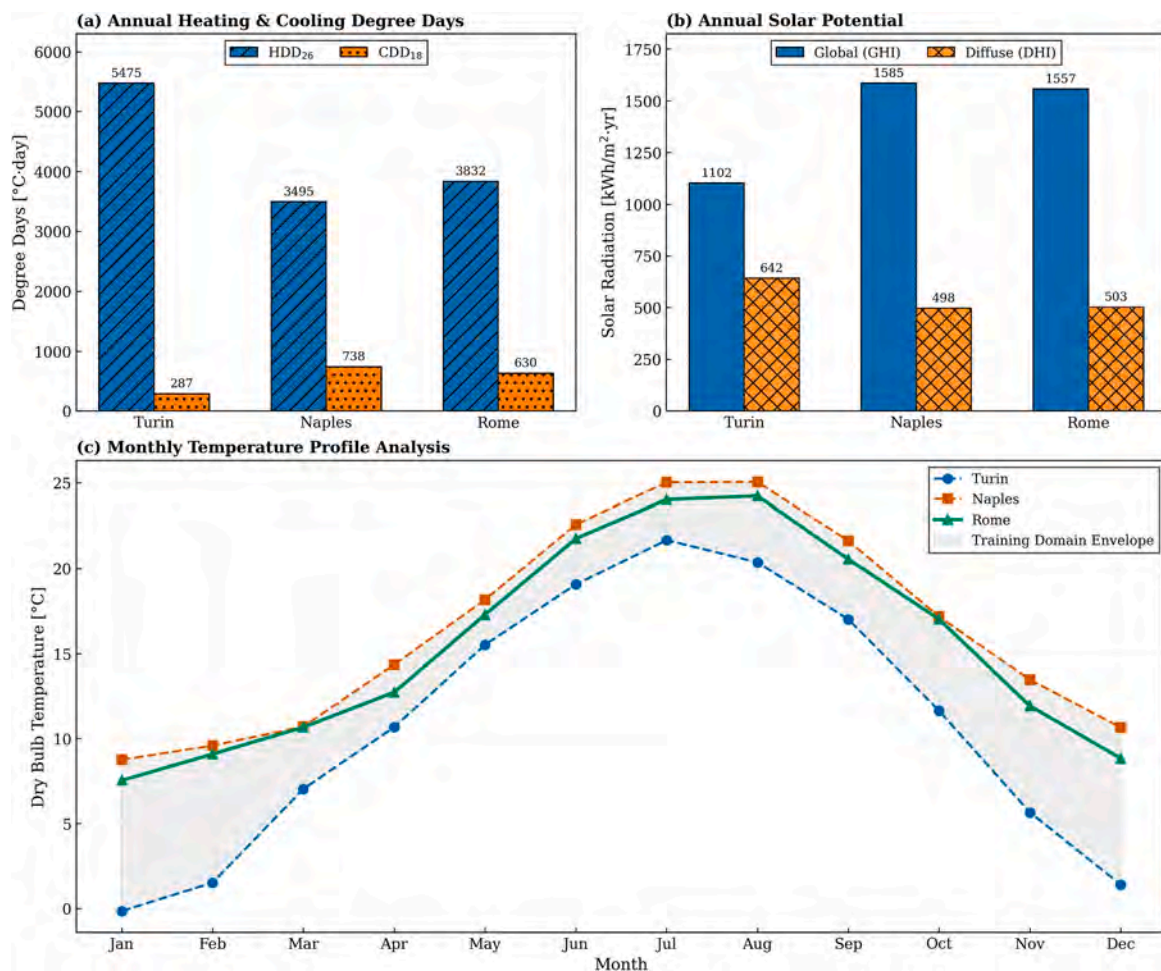 (a) Annual Heating & Cooling Degree Days
Degree Days [°C·day]
6000
5000
4000
3000
2000
1000
0
HDD₂₆ CDD₁₈
5475
287
3495
738
3832
630
Turin Naples Rome
(b) Annual Solar Potential
Solar Radiation [kWh/m²·yr]
1750
1500
1250
1000
750
500
250
0
Global (GHI) Diffuse (DHI)
1102
642
1585
498
1557
503
Turin Naples Rome
(c) Monthly Temperature Profile Analysis
Dry Bulb Temperature [°C]
25
20
15
10
5
0
Turin
Naples
Rome
Training Domain Envelope
Jan Feb Mar Apr May Jun Jul Aug Sep Oct Nov Dec
Month